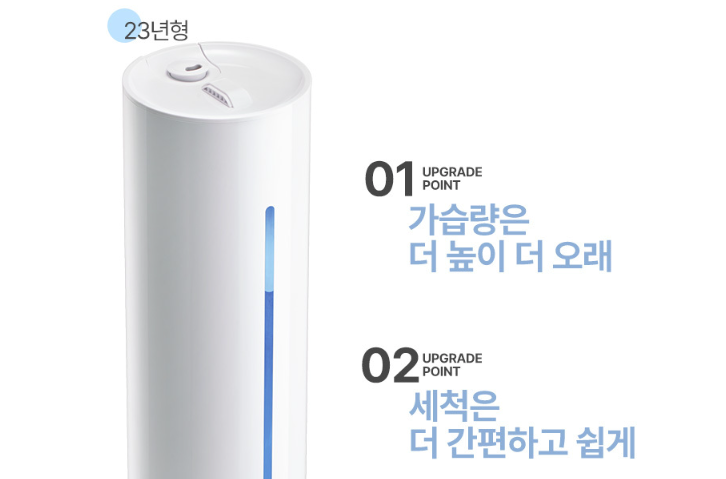 23년형
01 UPGRADE
POINT
가습량은
더 높이 더 오래
02 UPGRADE
POINT
세척은
더 간편하고 쉽게